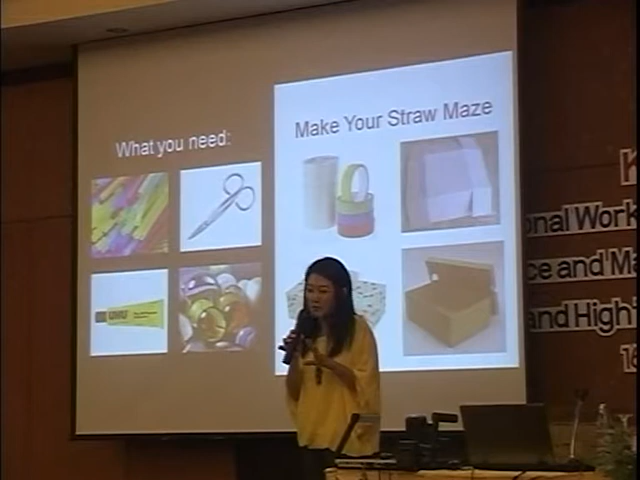 What you need:
Make Your Straw Maze
UHU
onal Work
ce and Ma
and High